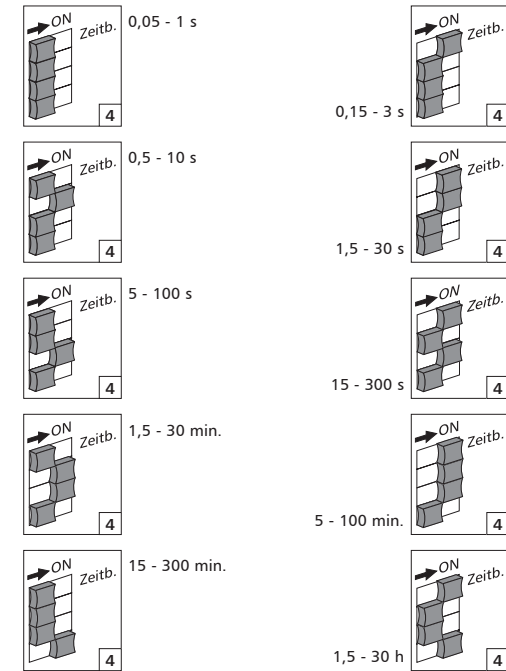 ON Zeitb. 4 0,05 - 1 s
ON Zeitb. 4 0,15 - 3 s
ON Zeitb. 4 0,5 - 10 s
ON Zeitb. 4 1,5 - 30 s
ON Zeitb. 4 5 - 100 s
ON Zeitb. 4 15 - 300 s
ON Zeitb. 4 1,5 - 30 min.
ON Zeitb. 4 5 - 100 min.
ON Zeitb. 4 15 - 300 min.
ON Zeitb. 4 1,5 - 30 h